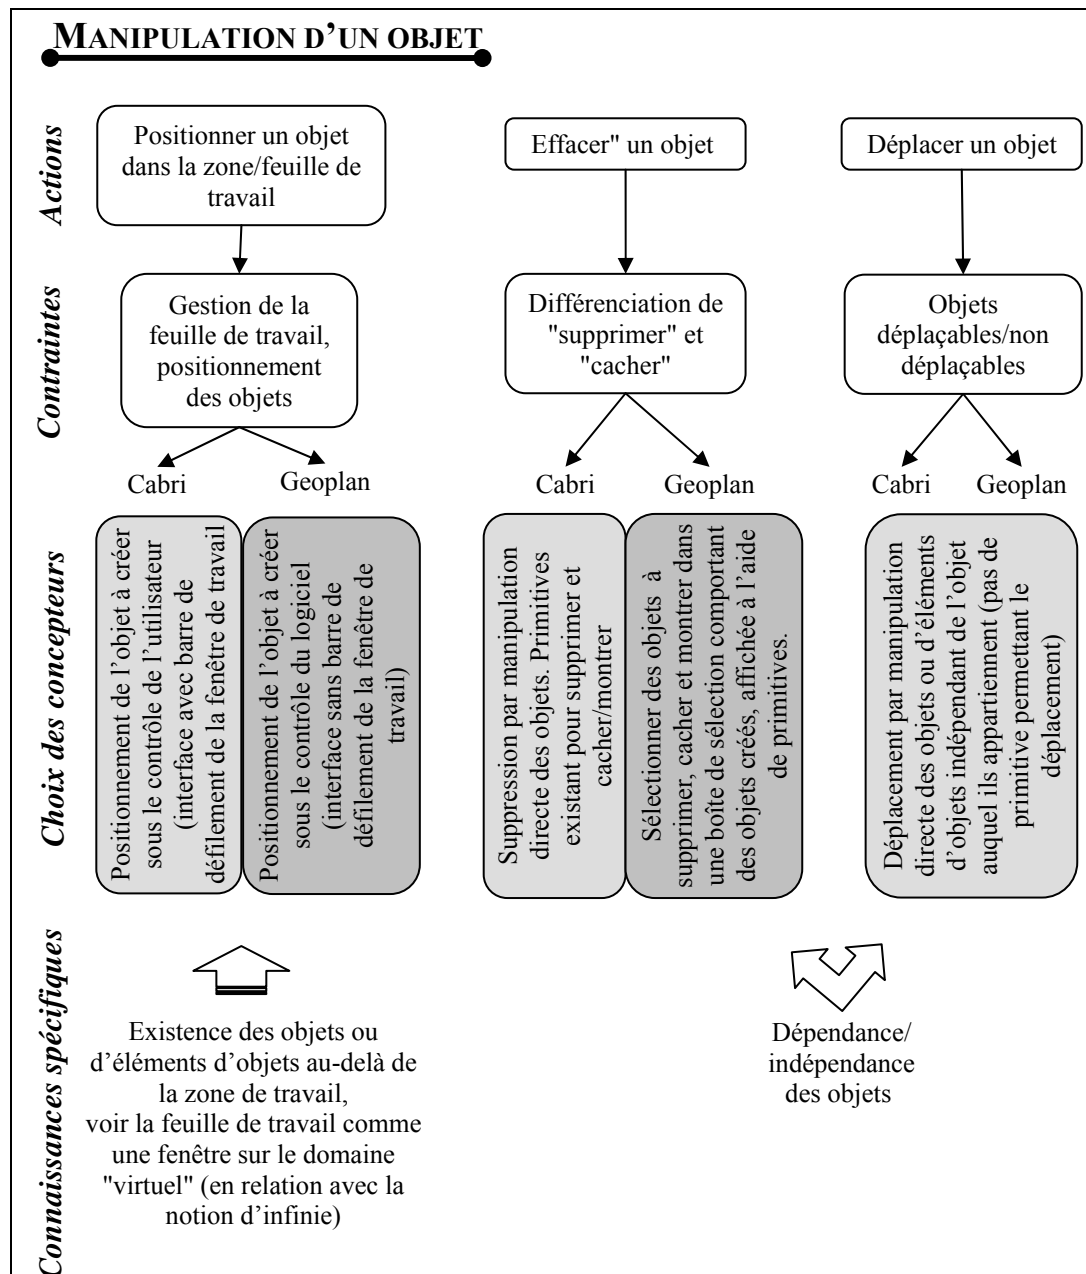 MANIPULATION D’UN OBJET
Actions
Positionner un objet
dans la zone/feuille de
travail
Effacer" un objet
Déplacer un objet
Contraintes
Gestion de la
feuille de travail,
positionnement
des objets
Différenciation de
"supprimer" et
"cacher"
Objets
déplaçables/non
déplaçables
Cabri
Geoplan
Cabri
Geoplan
Cabri
Geoplan
Choix des concepteurs
Positionnement de l’objet à créer
sous le contrôle de l’utilisateur
(interface avec barre de
défilement de la fenêtre de travail
Positionnement de l’objet à créer
sous le contrôle du logiciel
(interface sans barre de
défilement de la fenêtre de
travail)
Suppression par manipulation
directe des objets. Primitives
existant pour supprimer et
cacher/montrer
Sélectionner des objets à
supprimer, cacher et montrer dans
une boîte de sélection comportant
des objets créés, affichée à l’aide
de primitives.
Déplacement par manipulation
directe des objets ou d’éléments
d’objets indépendant de l’objet
auquel ils appartiennent (pas de
primitive permettant le
déplacement)
Connaissances spécifiques
Existence des objets ou
d’éléments d’objets au-delà de
la zone de travail,
voir la feuille de travail comme
une fenêtre sur le domaine
"virtuel" (en relation avec la
notion d’infinie)
Dépendance/
indépendance
des objets